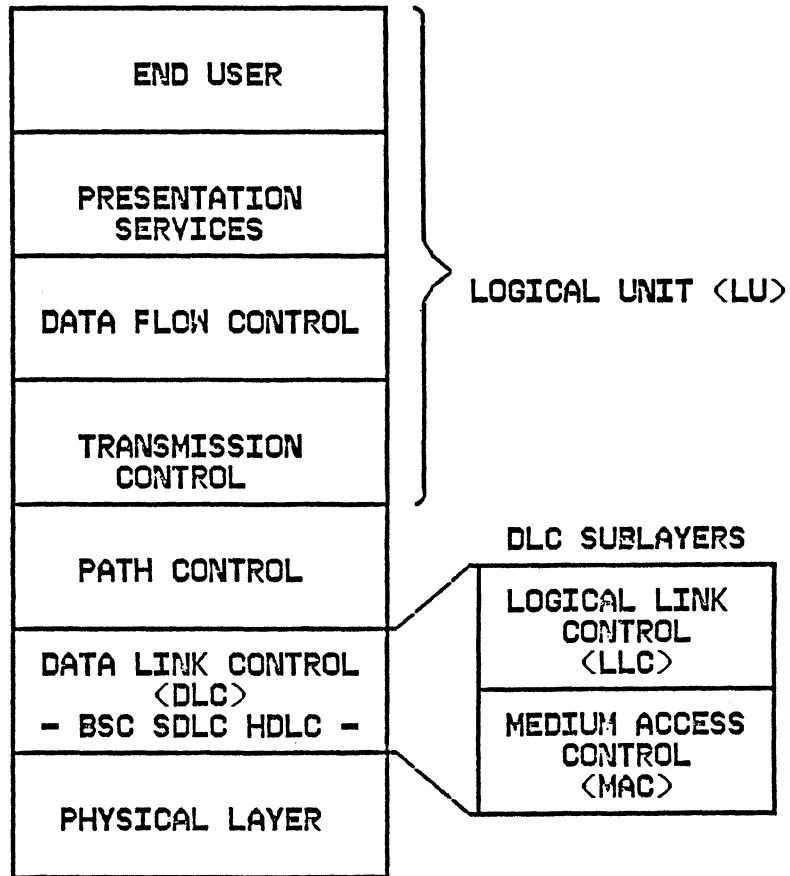 END USER
PRESENTATION
SERVICES
DATA FLOW CONTROL
TRANSMISSION
CONTROL
LOGICAL UNIT (LU)
PATH CONTROL
DATA LINK CONTROL
(DLC)
- BSC SDLC HDLC -
PHYSICAL LAYER
DLC SUBLAYERS
LOGICAL LINK
CONTROL
(LLC)
MEDIUM ACCESS
CONTROL
(MAC)